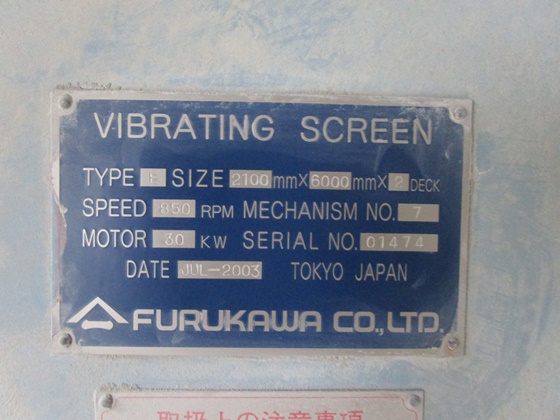 VIBRATING SCREEN
TYPE E SIZE 2100 mm X 6000 mm X 2 DECK
SPEED 850 RPM MECHANISM NO. 7
MOTOR 30 KW SERIAL NO. 01474
DATE JUL-2003 TOKYO JAPAN
FURUKAWA CO., LTD.
取扱上の注意事項